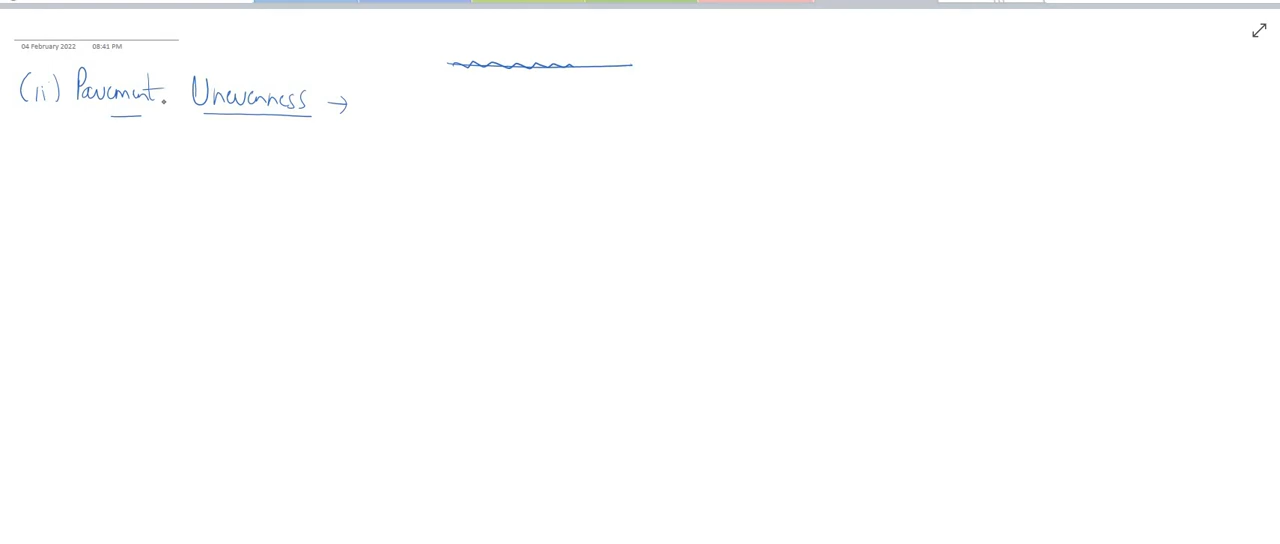 04 February 2022 08:41 PM
(ii) Pavement. Unevenness →